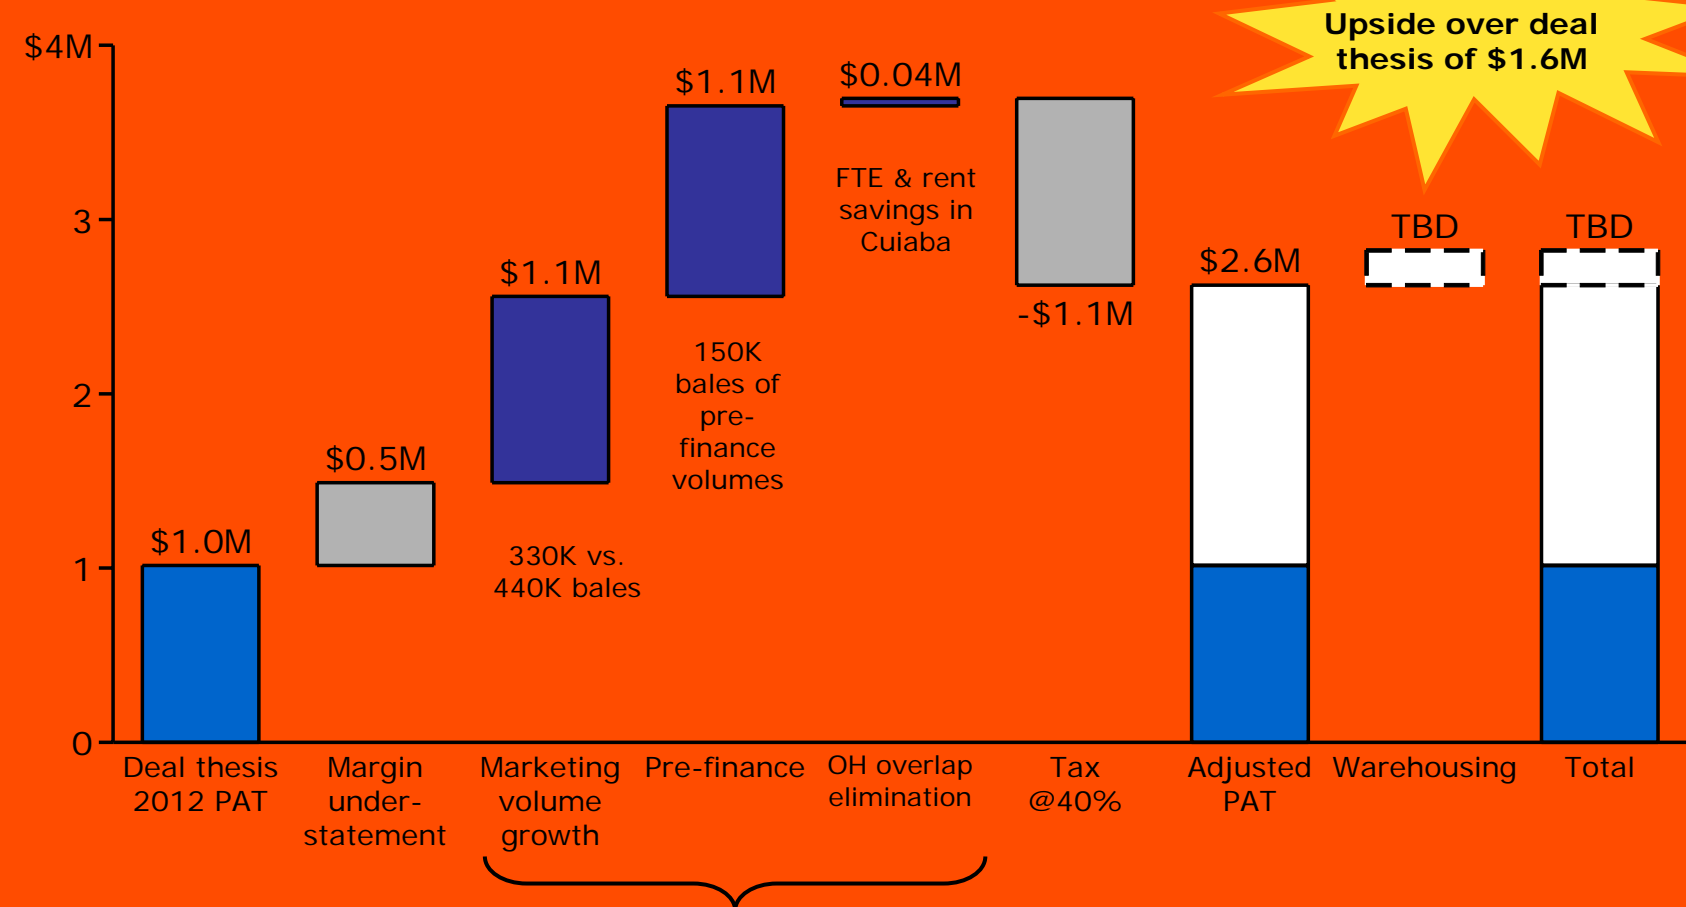 Upside over deal
thesis of $1.6M
$4M
3
2
1
0
$1.0M
$0.5M
$1.1M
$1.1M
$0.04M
-$1.1M
$2.6M
TBD
TBD
330K vs.
440K bales
150K
bales of
pre-
finance
volumes
FTE & rent
savings in
Cuiaba
Deal thesis
2012 PAT
Margin
under-
statement
Marketing
volume
growth
Pre-finance
OH overlap
elimination
Tax
@40%
Adjusted
PAT
Warehousing
Total